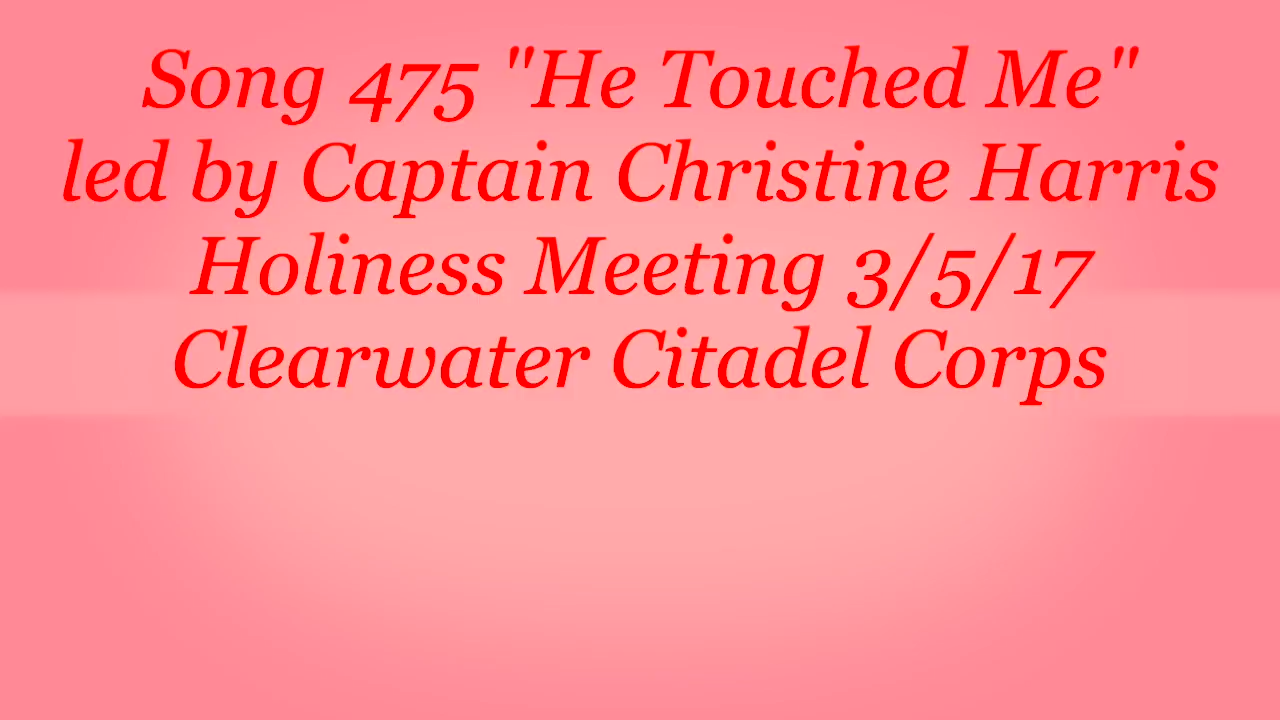 Song 475 "He Touched Me"
led by Captain Christine Harris
Holiness Meeting 3/5/17
Clearwater Citadel Corps